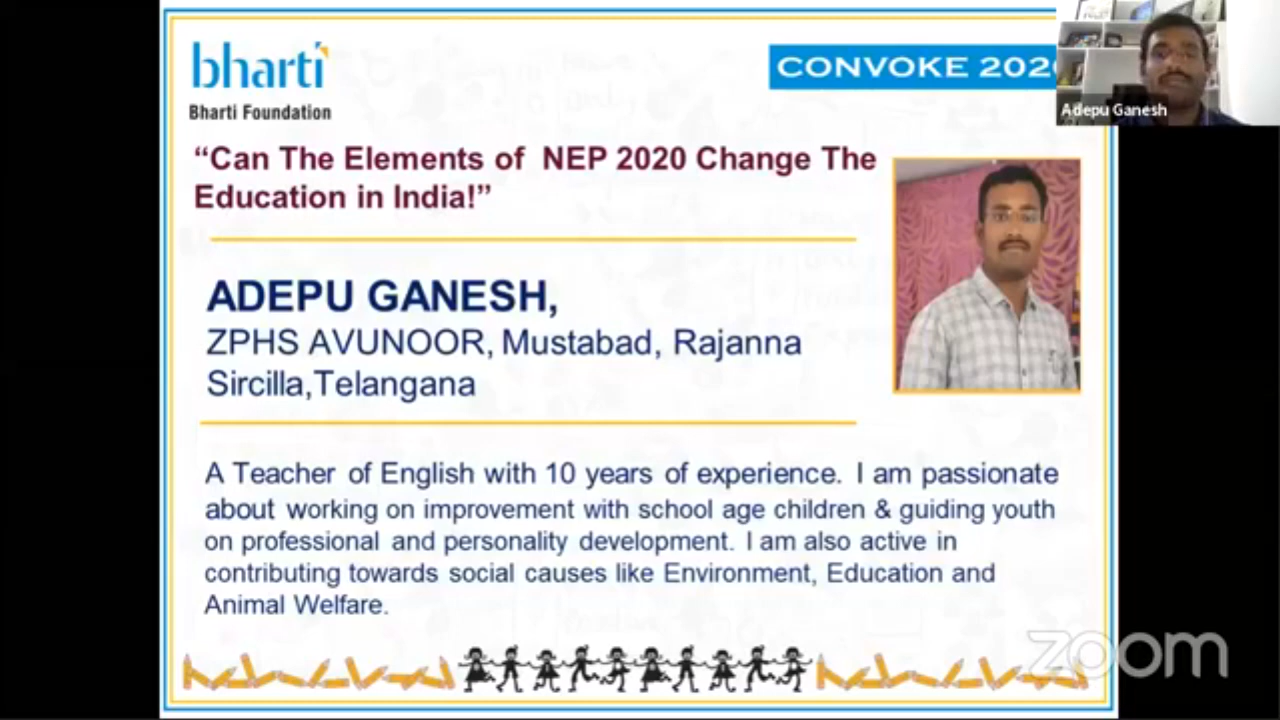 bharti
Bharti Foundation
CONVOKE 202
Adepu Ganesh
“Can The Elements of NEP 2020 Change The
Education in India!”
ADEPU GANESH,
ZPHS AVUNOOR, Mustabad, Rajanna
Sircilla,Telangana
A Teacher of English with 10 years of experience. I am passionate
about working on improvement with school age children & guiding youth
on professional and personality development. I am also active in
contributing towards social causes like Environment, Education and
Animal Welfare.
zoom